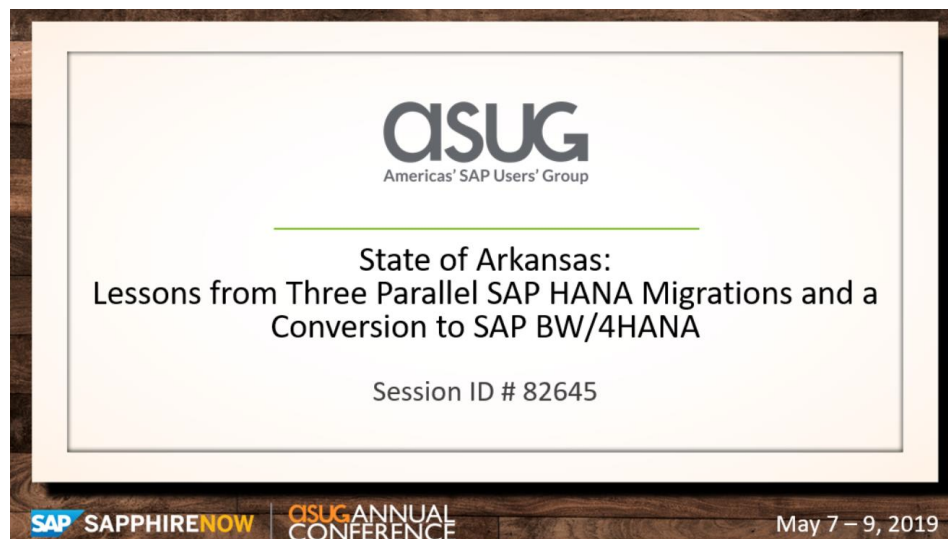 asug
Americas' SAP Users' Group
State of Arkansas:
Lessons from Three Parallel SAP HANA Migrations and a
Conversion to SAP BW/4HANA
Session ID # 82645
SAP SAPPHIRENOW
asug ANNUAL
CONFERENCE
May 7 – 9, 2019